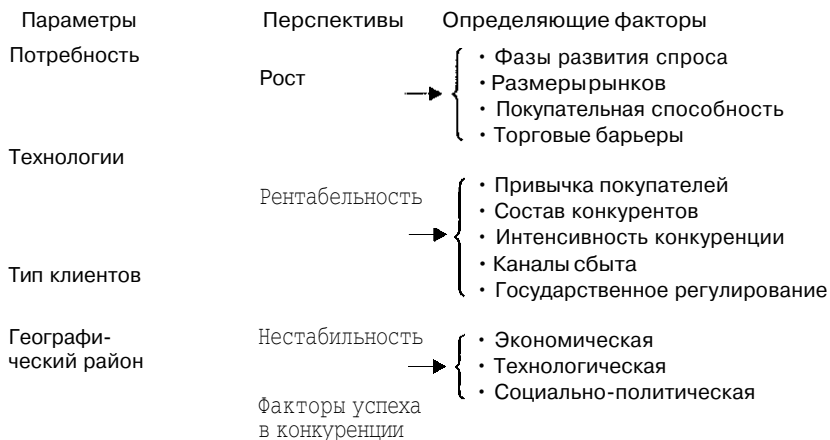 Параметры Перспективы Определяющие факторы
Потребность
Рост
• Фазы развития спроса
• Размерырынков
• Покупательная способность
• Торговые барьеры
Технологии
Рентабельность
• Привычка покупателей
• Состав конкурентов
• Интенсивность конкуренции
• Каналы сбыта
• Государственное регулирование
Тип клиентов
Географи-
ческий район
Нестабильность
• Экономическая
• Технологическая
• Социально-политическая
Факторы успеха
в конкуренции